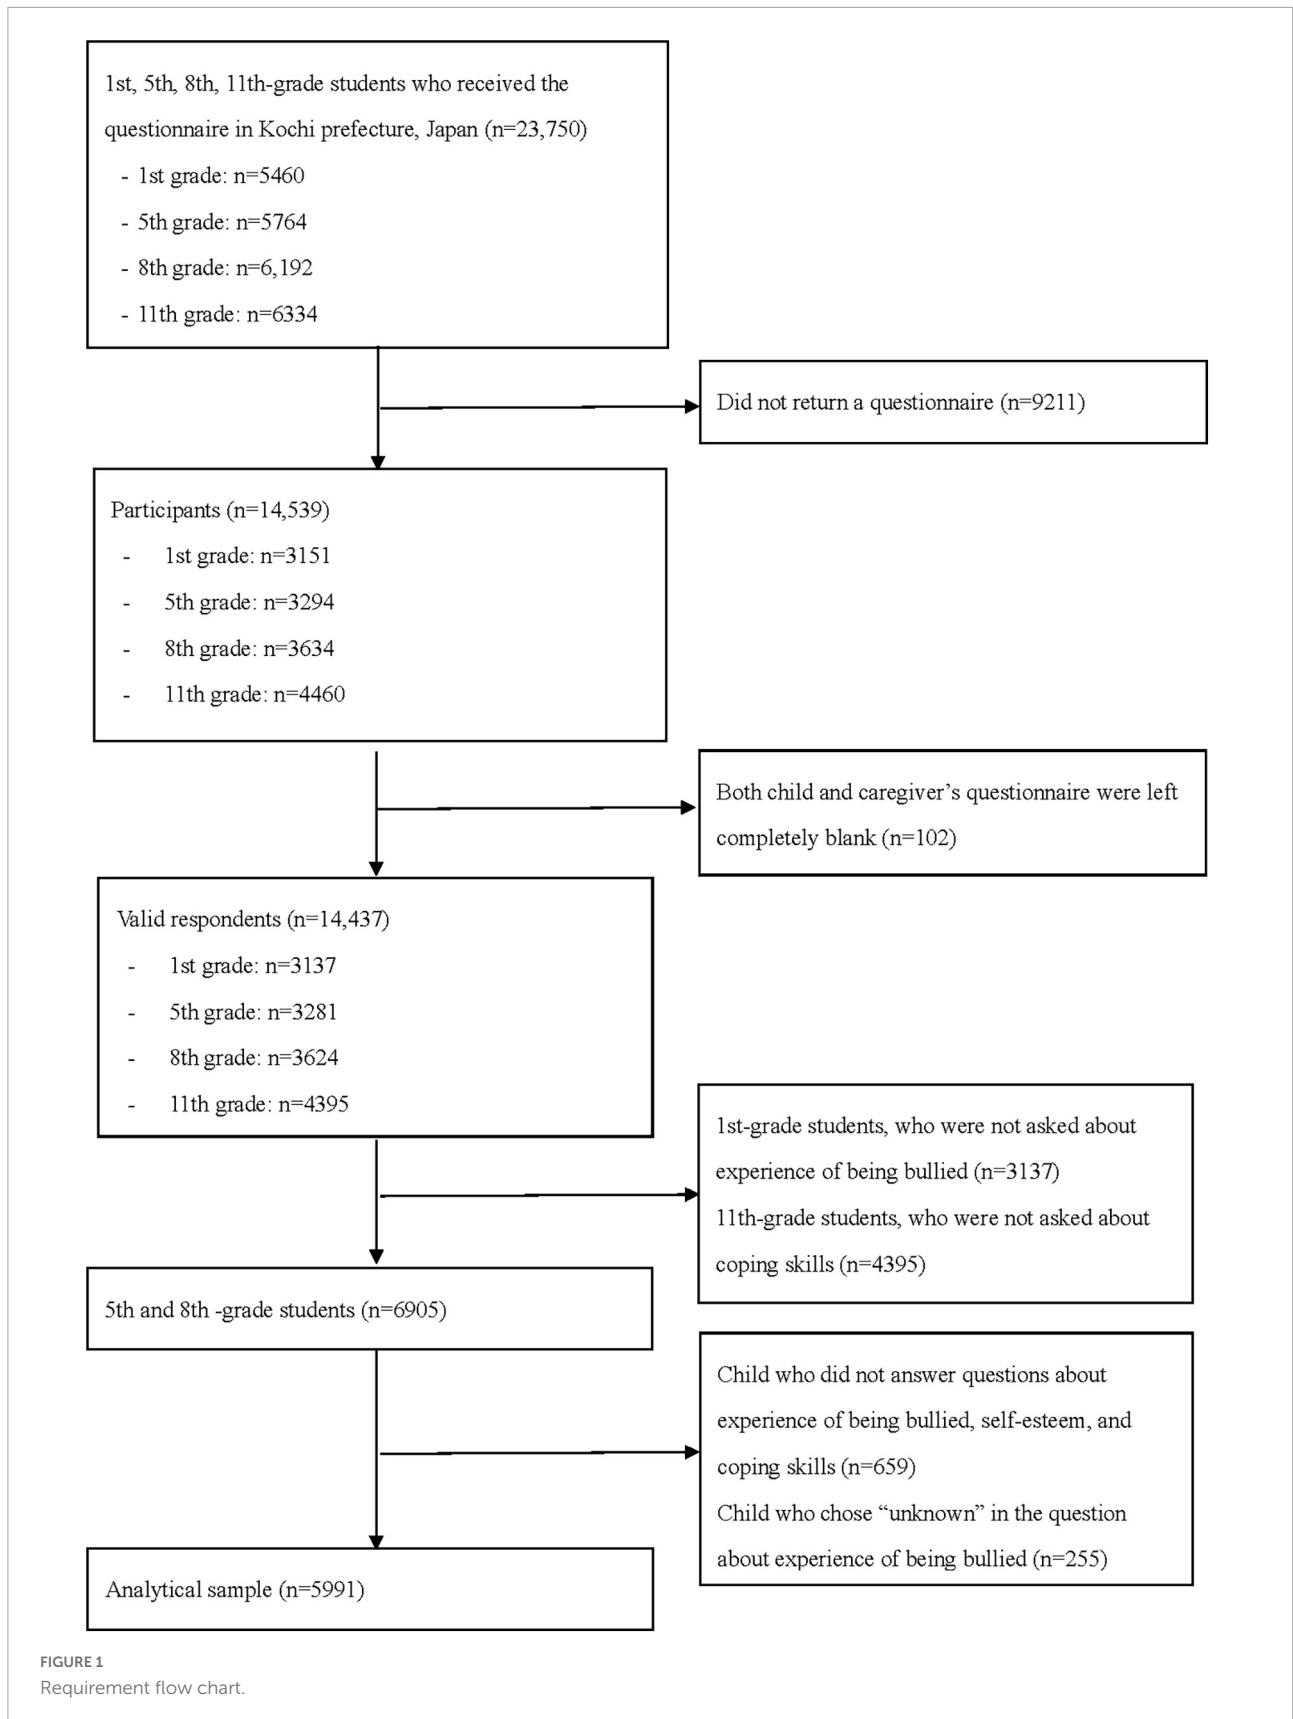 1st, 5th, 8th, 11th-grade students who received the
questionnaire in Kochi prefecture, Japan (n=23,750)
- 1st grade: n=5460
- 5th grade: n=5764
- 8th grade: n=6,192
- 11th grade: n=6334
Did not return a questionnaire (n=9211)
Participants (n=14,539)
- 1st grade: n=3151
- 5th grade: n=3294
- 8th grade: n=3634
- 11th grade: n=4460
Both child and caregiver’s questionnaire were left
completely blank (n=102)
Valid respondents (n=14,437)
- 1st grade: n=3137
- 5th grade: n=3281
- 8th grade: n=3624
- 11th grade: n=4395
1st-grade students, who were not asked about
experience of being bullied (n=3137)
11th-grade students, who were not asked about
coping skills (n=4395)
5th and 8th -grade students (n=6905)
Child who did not answer questions about
experience of being bullied, self-esteem, and
coping skills (n=659)
Child who chose “unknown” in the question
about experience of being bullied (n=255)
Analytical sample (n=5991)
FIGURE 1
Requirement flow chart.